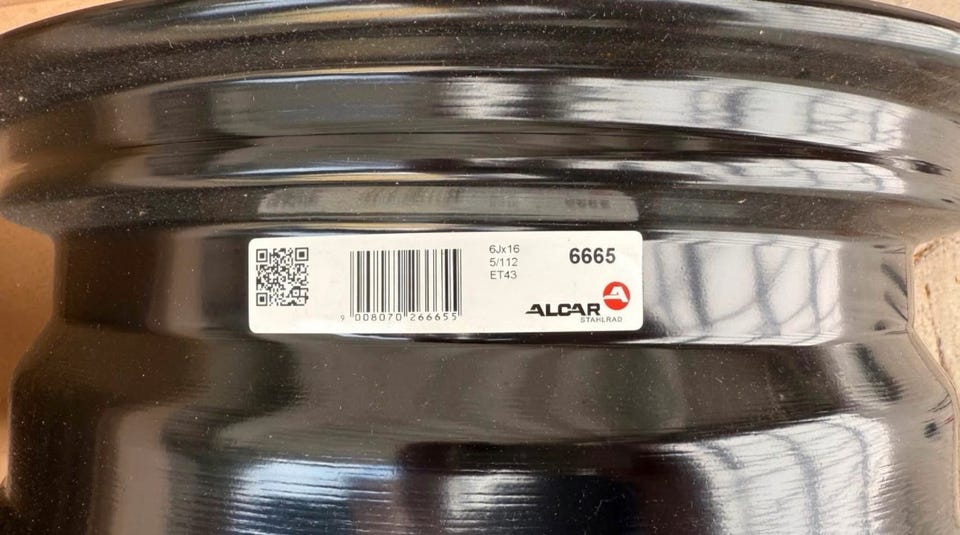 6Jx16
5/112
ET43
6665
ALCAR
STAHLRAD
9 008070 266655